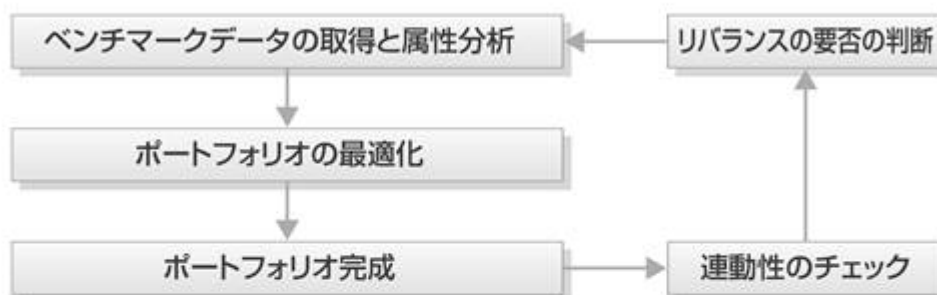 ベンチマークデータの取得と属性分析
リバランスの要否の判断
ポートフォリオの最適化
ポートフォリオ完成
連動性のチェック